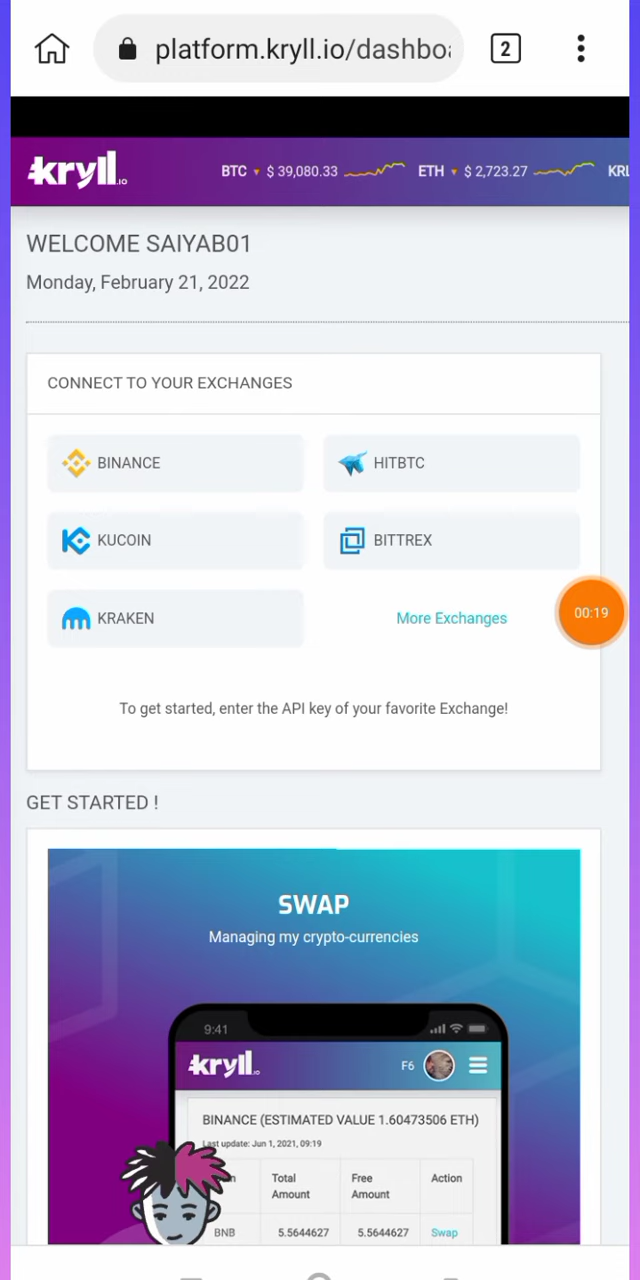 platform.kryll.io/dashbo
2
kryll.io
BTC ▼ $ 39,080.33 ETH ▼ $ 2,723.27 KRL
WELCOME SAIYAB01
Monday, February 21, 2022
CONNECT TO YOUR EXCHANGES
BINANCE HITBTC
KUCOIN BITTREX
KRAKEN More Exchanges
00:19
To get started, enter the API key of your favorite Exchange!
GET STARTED !
SWAP
Managing my crypto-currencies
9:41
kryll.io F6
BINANCE (ESTIMATED VALUE 1.60473506 ETH)
Last update: Jun 1, 2021, 09:19
Total Amount Free Amount Action
BNB 5.5644627 5.5644627 Swap